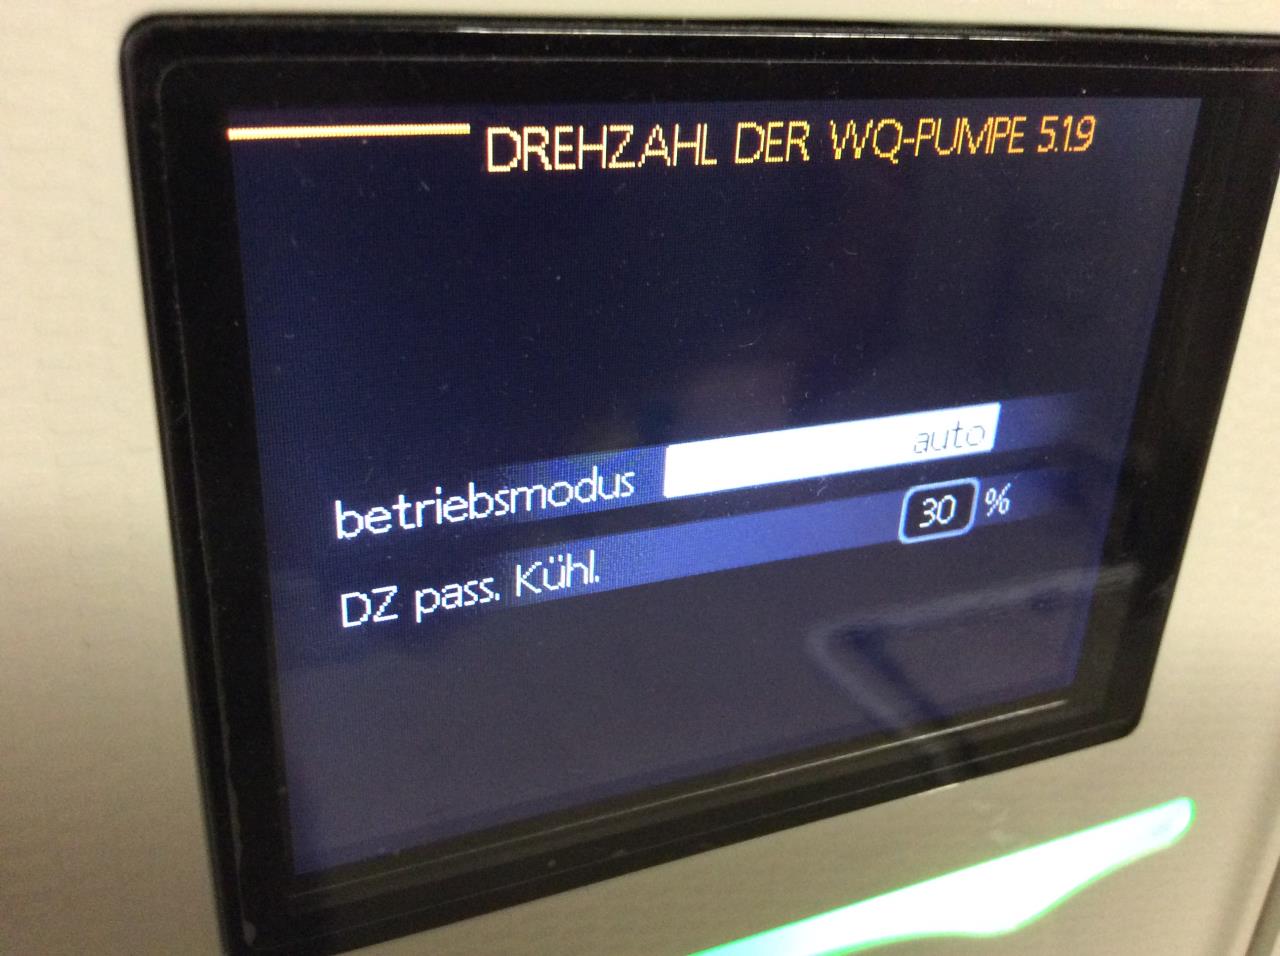 DREHZAHL DER WQ-PUMPE 5.1.9
betriebsmodus auto
DZ pass. Kühl. 30 %